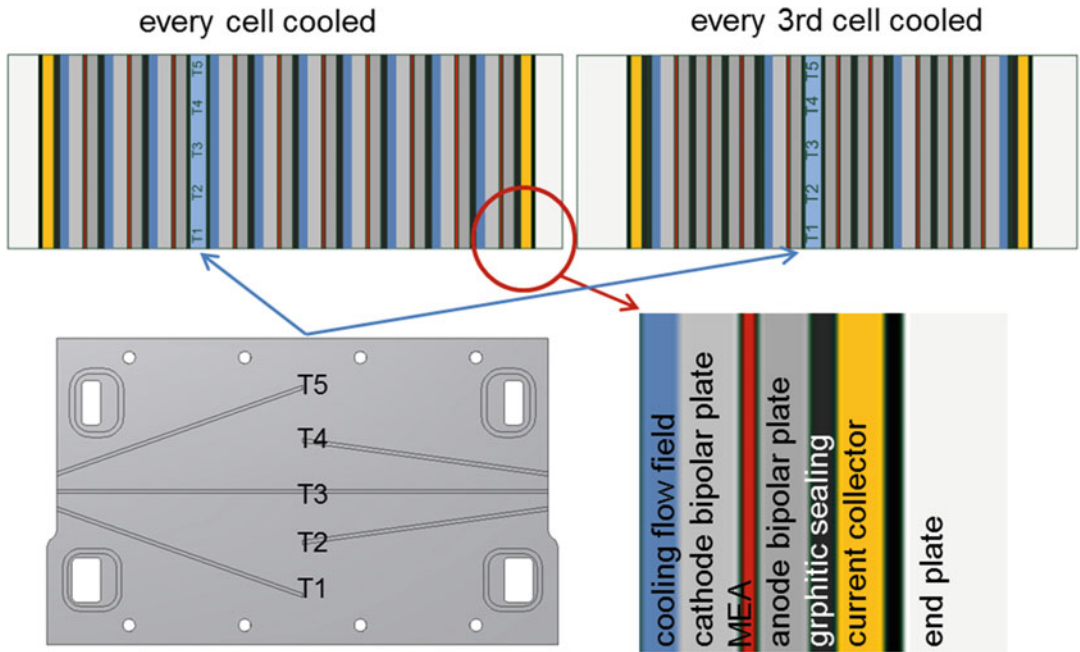 every cell cooled
every 3rd cell cooled
T5
T4
T3
T2
T1
T5
T4
T3
T2
T1
T5
T4
T3
T2
T1
cooling flow field
cathode bipolar plate
MEA
anode bipolar plate
grphitic sealing
current collector
end plate